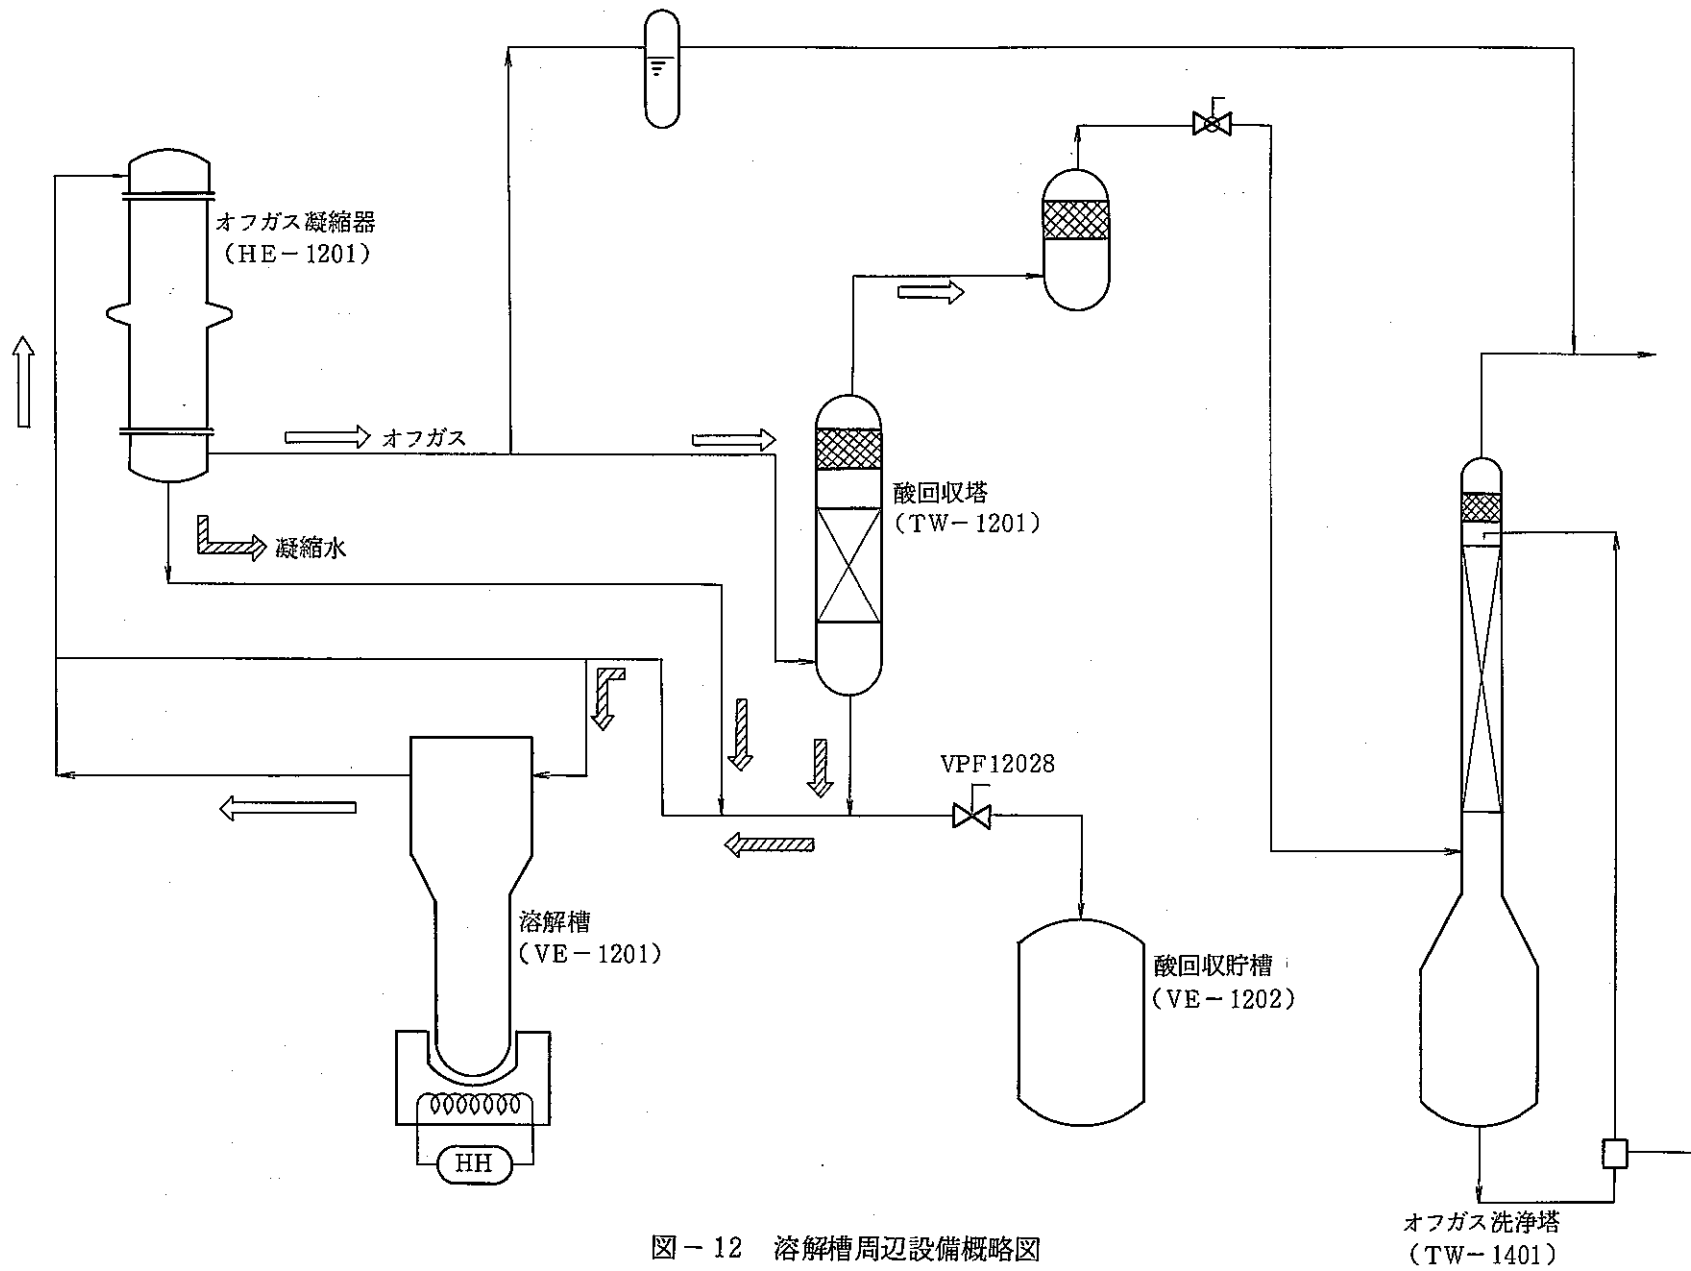 オフガス凝縮器
(HE-1201)
オフガス
酸回収塔
(TW-1201)
凝縮水
VPF12028
溶解槽
(VE-1201)
酸回収貯槽
(VE-1202)
HH
オフガス洗浄塔
(TW-1401)
図-12 溶解槽周辺設備概略図